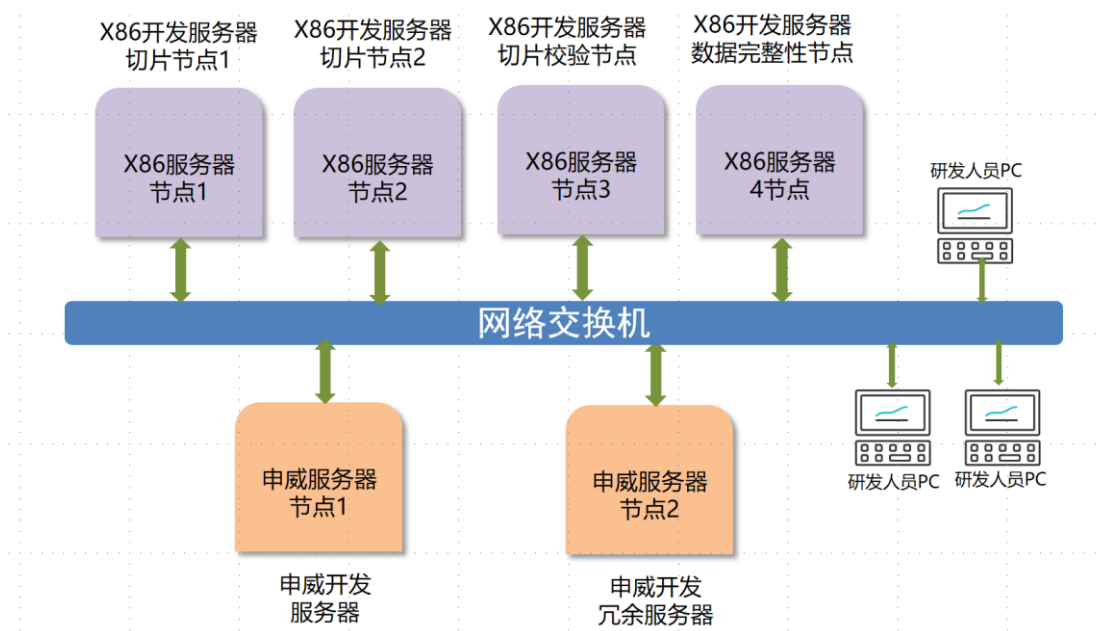 X86开发服务器
切片节点1
X86开发服务器
切片节点2
X86开发服务器
切片校验节点
X86开发服务器
数据完整性节点
X86服务器
节点1
X86服务器
节点2
X86服务器
节点3
X86服务器
4节点
研发人员PC
网络交换机
申威服务器
节点1
申威服务器
节点2
研发人员PC
研发人员PC
申威开发
服务器
申威开发
冗余服务器